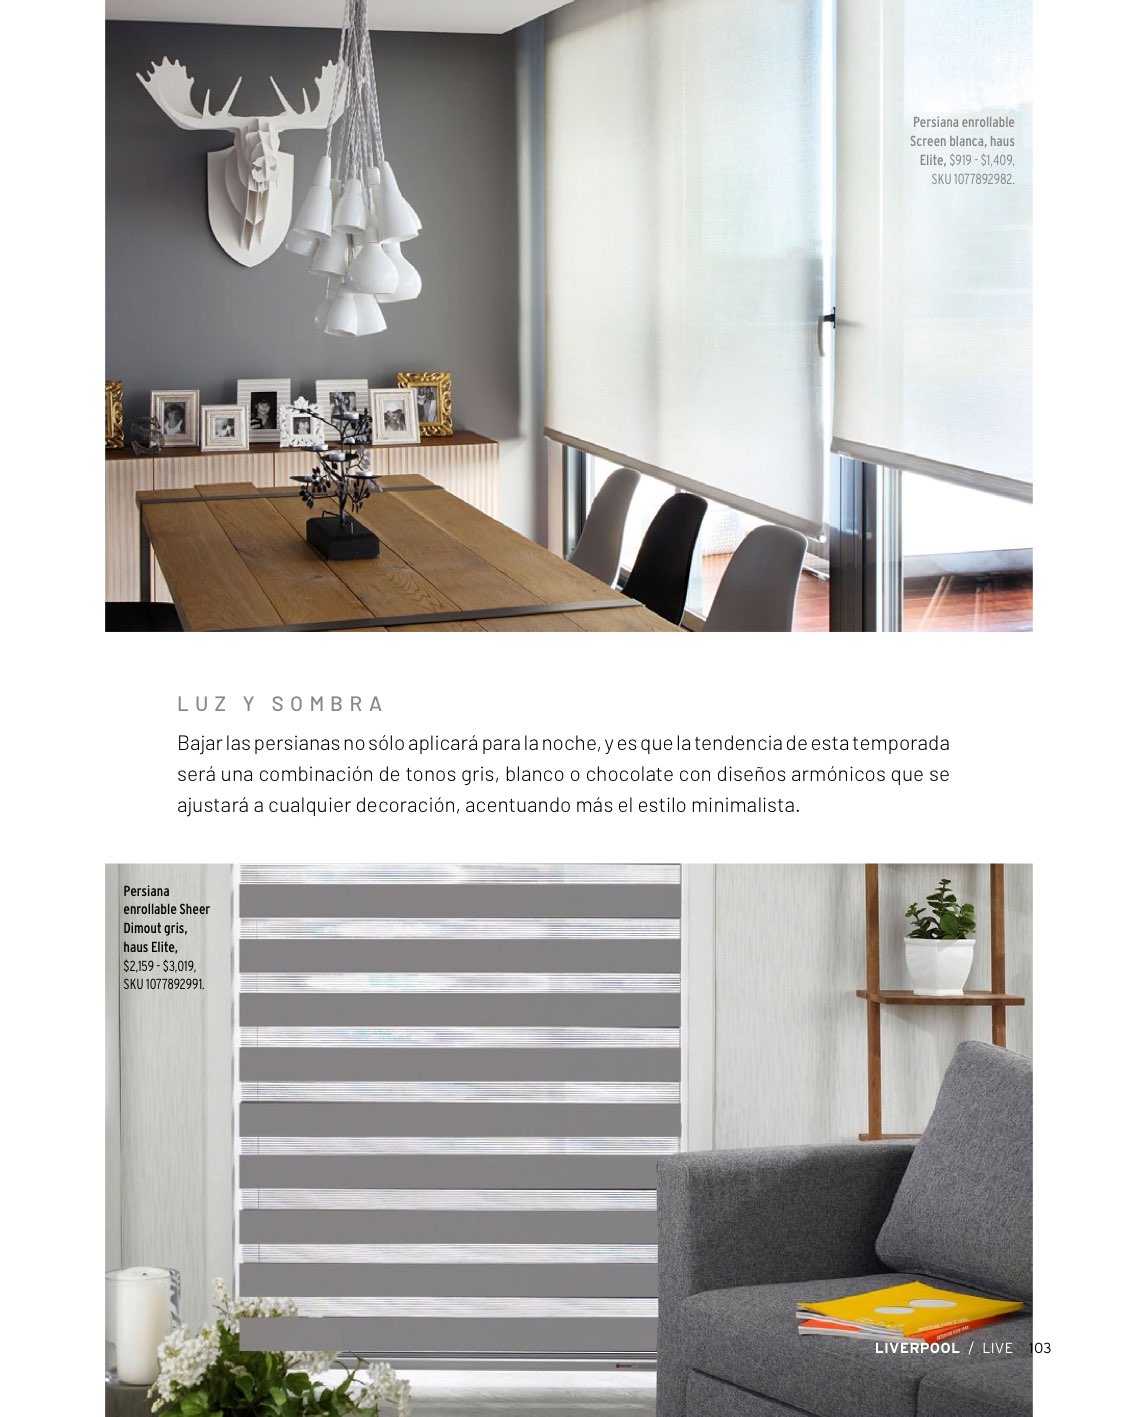 Persiana enrollable
Screen blanca, haus
Elite, $919 - $1,409,
SKU 1077892982.
LUZ Y SOMBRA
Bajar las persianas no sólo aplicará para la noche, y es que la tendencia de esta temporada
será una combinación de tonos gris, blanco o chocolate con diseños armónicos que se
ajustará a cualquier decoración, acentuando más el estilo minimalista.
Persiana
enrollable Sheer
Dimout gris,
haus Elite,
$2,159 - $3,019,
SKU 1077892991.
LIVERPOOL / LIVE 103